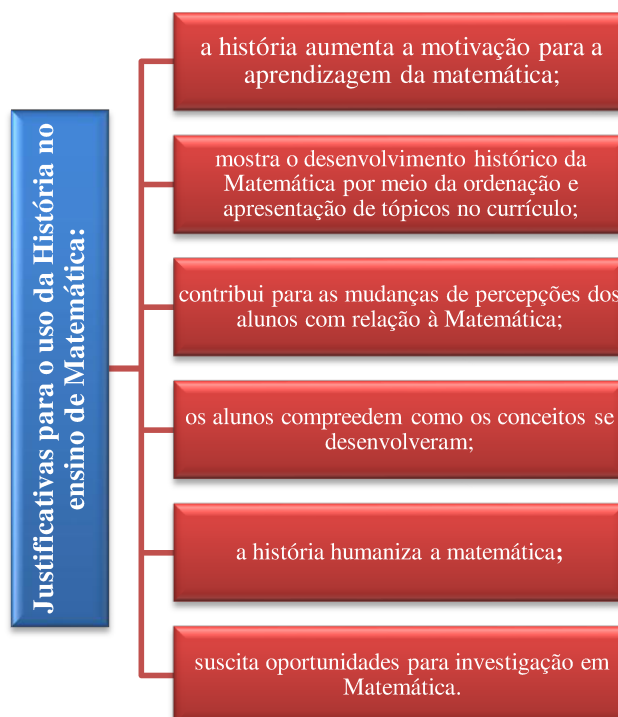 Justificativas para o uso da História no
ensino de Matemática:
a história aumenta a motivação para a
aprendizagem da matemática;
mostra o desenvolvimento histórico da
Matemática por meio da ordenação e
apresentação de tópicos no currículo;
contribui para as mudanças de percepções dos
alunos com relação à Matemática;
os alunos compreedem como os conceitos se
desenvolveram;
a história humaniza a matemática;
suscita oportunidades para investigação em
Matemática.